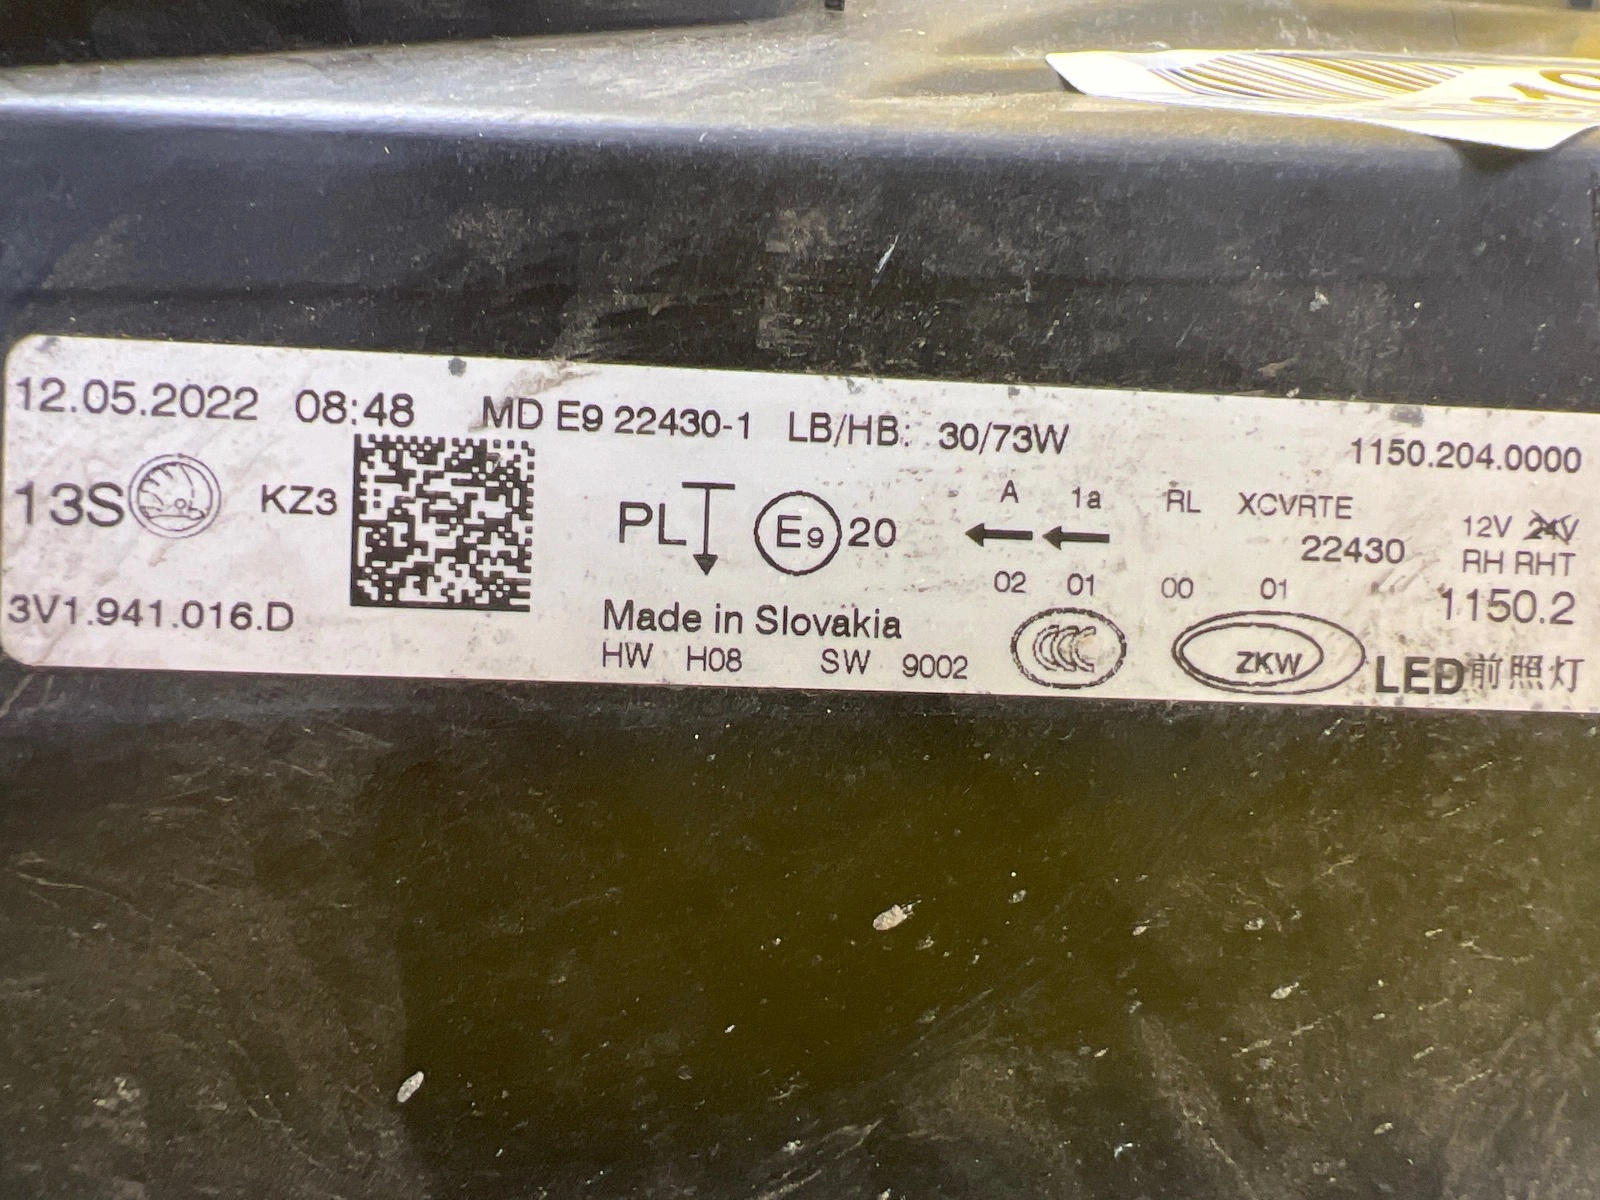 12.05.2022 08:48 MD E9 22430-1 LB/HB: 30/73W 1150.204.0000
13S KZ3 PL E9 20 A 1a RL XCVRTE 12V 24V
22430 RH RHT
02 01 00 01 1150.2
3V1.941.016.D Made in Slovakia
HW H08 SW 9002 CCC ZKW LED前照灯